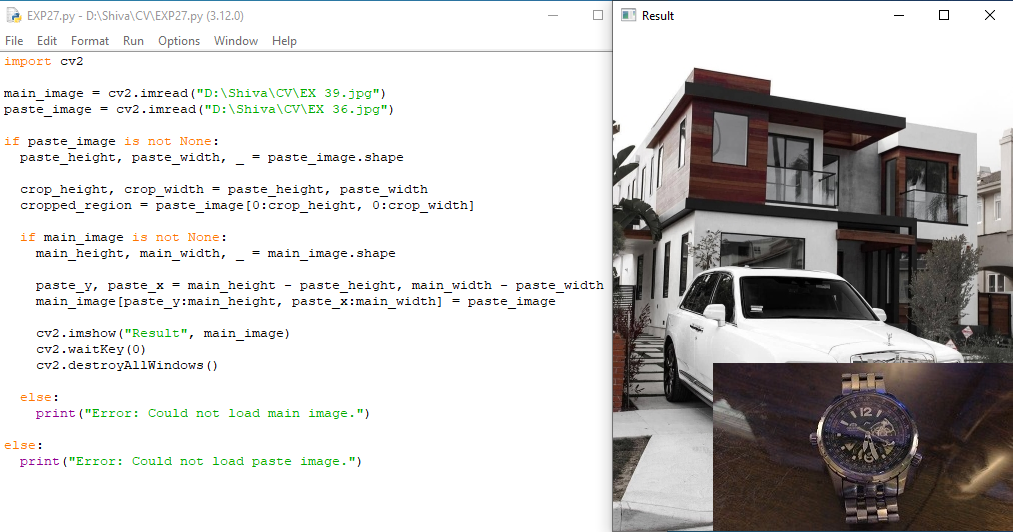 EXP27.py - D:\Shiva\CV\EXP27.py (3.12.0)
File Edit Format Run Options Window Help
import cv2
main_image = cv2.imread("D:\Shiva\CV\EX 39.jpg")
paste_image = cv2.imread("D:\Shiva\CV\EX 36.jpg")
if paste_image is not None:
  paste_height, paste_width, _ = paste_image.shape
  crop_height, crop_width = paste_height, paste_width
  cropped_region = paste_image[0:crop_height, 0:crop_width]
  if main_image is not None:
    main_height, main_width, _ = main_image.shape
    paste_y, paste_x = main_height - paste_height, main_width - paste_width
    main_image[paste_y:main_height, paste_x:main_width] = paste_image
    cv2.imshow("Result", main_image)
    cv2.waitKey(0)
    cv2.destroyAllWindows()
  else:
    print("Error: Could not load main image.")
else:
  print("Error: Could not load paste image.")
Result
12